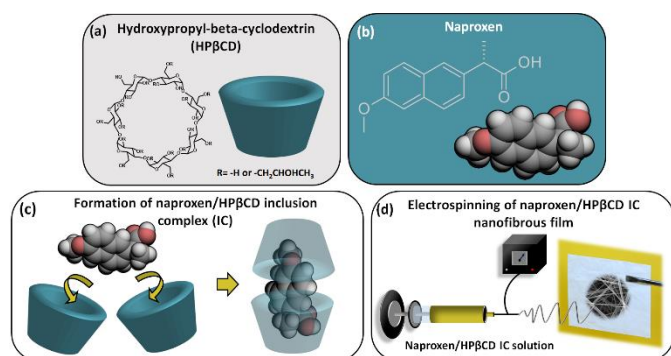 (a)
Hydroxypropyl-beta-cyclodextrin
(HPβCD)
R= -H or -CH₂CHOHCH₃
(b)
Naproxen
OH
O
O
(c)
Formation of naproxen/HPβCD inclusion
complex (IC)
(d)
Electrospinning of naproxen/HPβCD IC
nanofibrous film
Naproxen/HPβCD IC solution